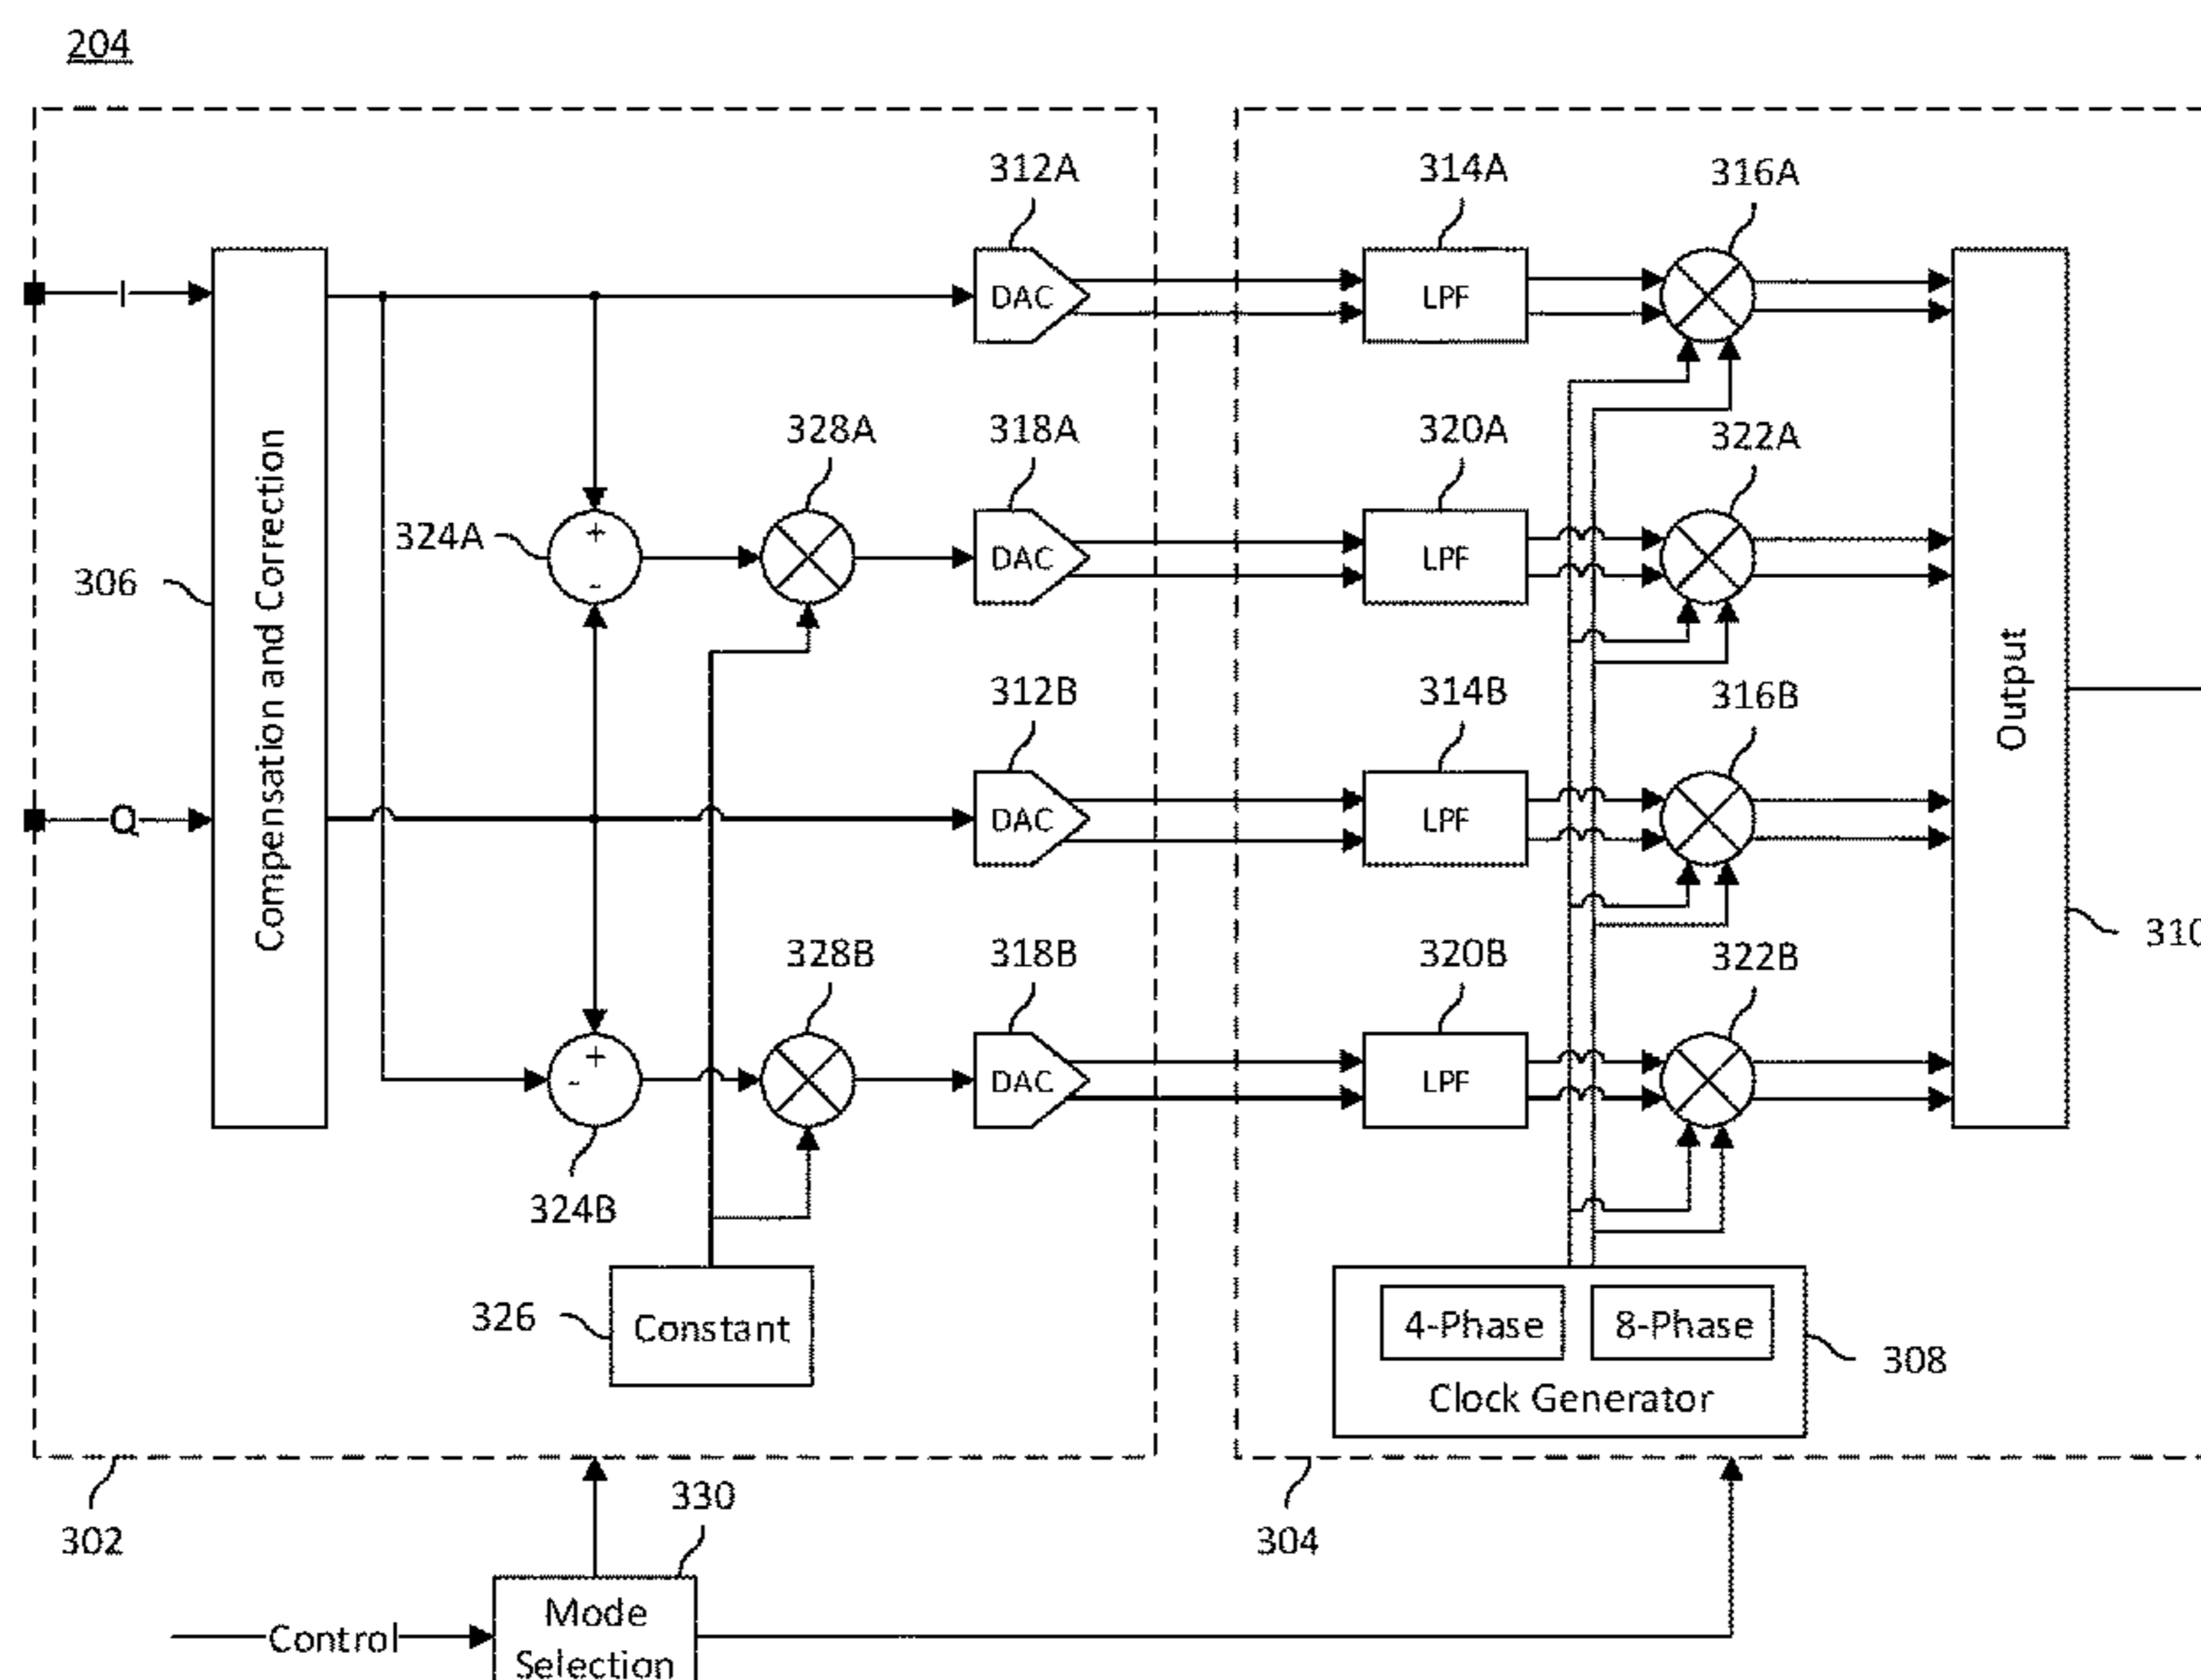 204
312A
314A
316A
I
DAC
LPF
328A
318A
320A
322A
324A
+
-
DAC
LPF
306
Compensation and Correction
312B
314B
316B
Output
Q
DAC
LPF
328B
318B
320B
322B
310
+
-
DAC
LPF
324B
326
Constant
4-Phase
8-Phase
308
Clock Generator
302
330
304
Control
Mode
Selection